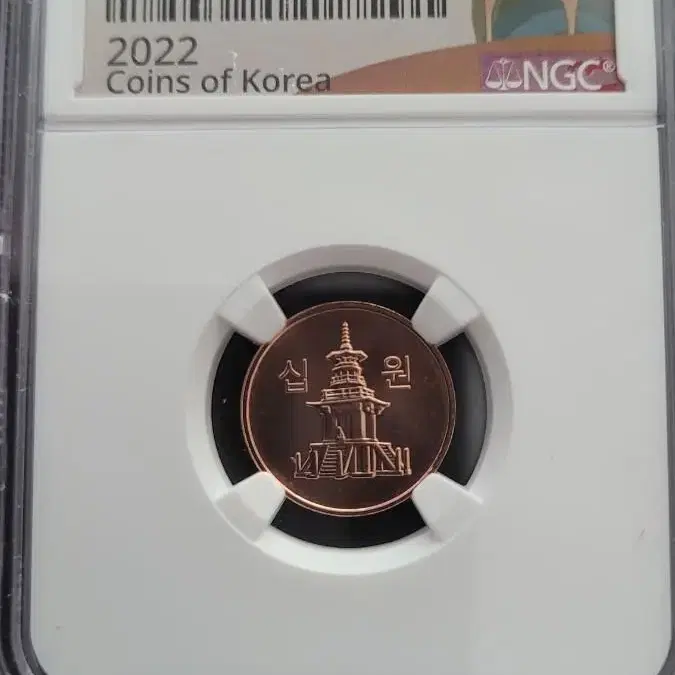 2022
Coins of Korea
NGC®
십 원